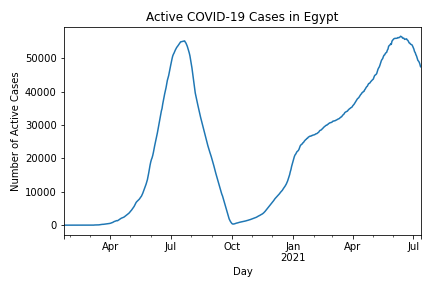 Active COVID-19 Cases in Egypt
Number of Active Cases
50000
40000
30000
20000
10000
0
Apr Jul Oct Jan Apr Jul
2021
Day